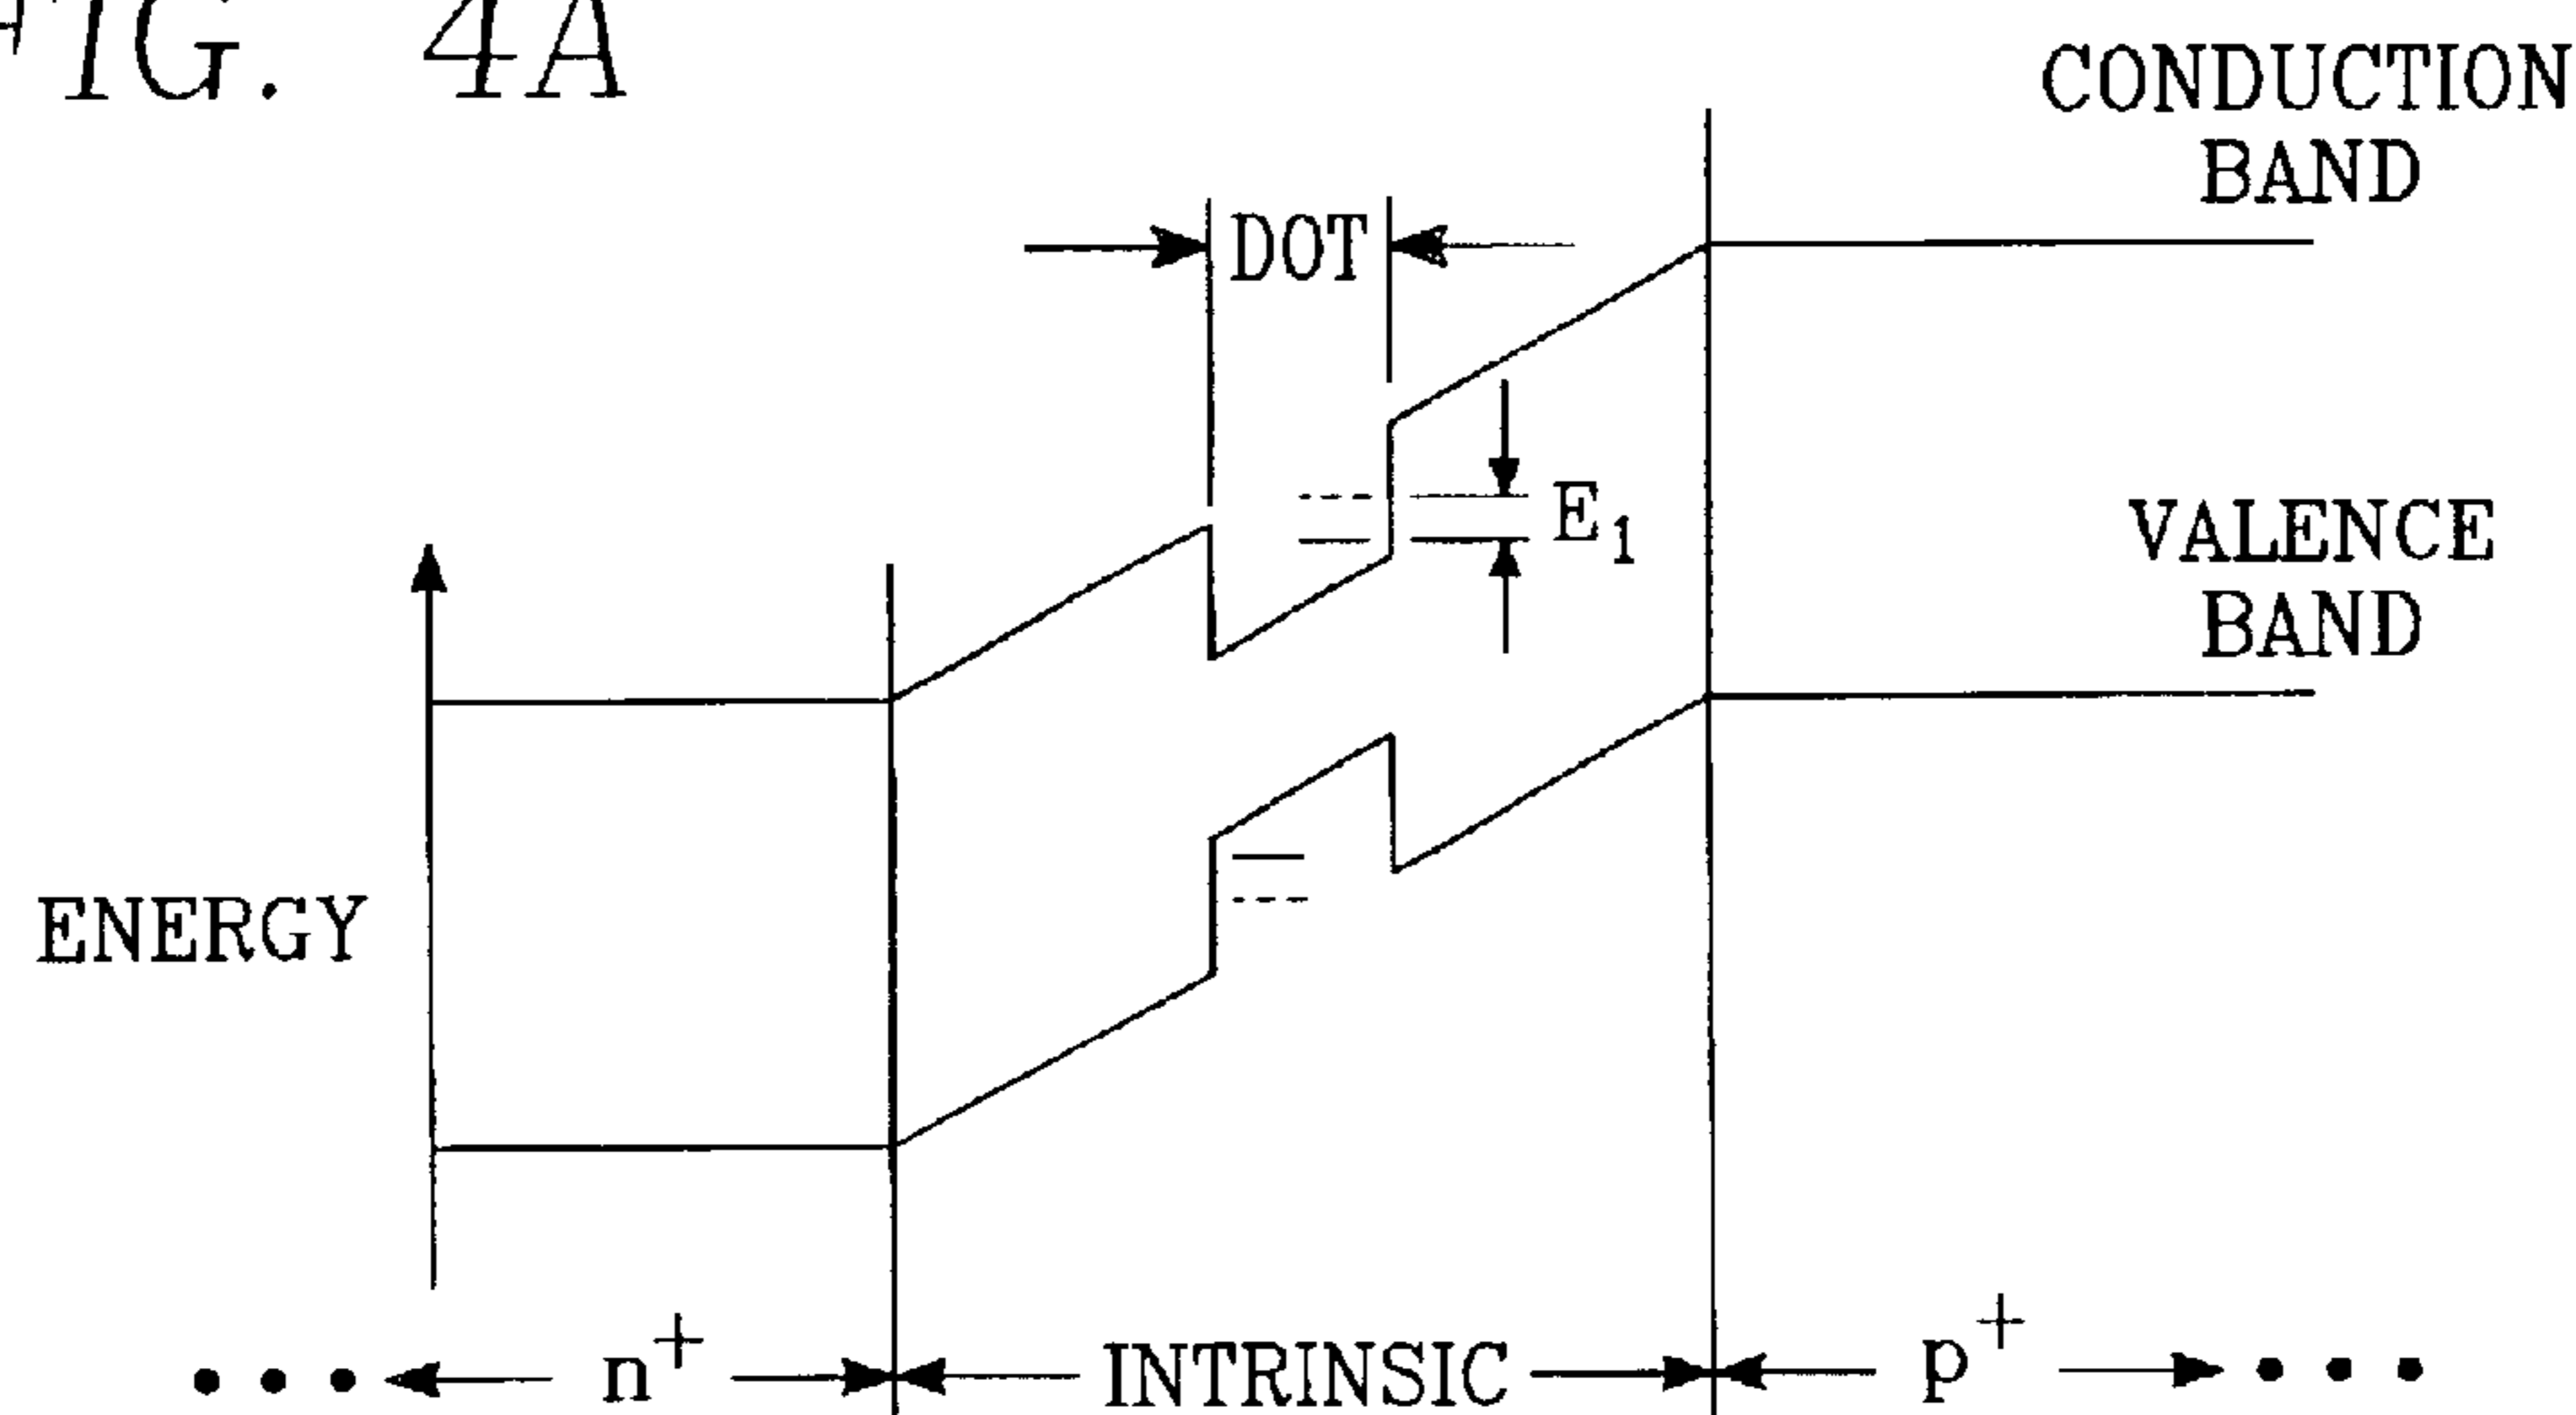 FIG. 4A
CONDUCTION
BAND
DOT
E₁
VALENCE
BAND
ENERGY
n⁺
INTRINSIC
p⁺